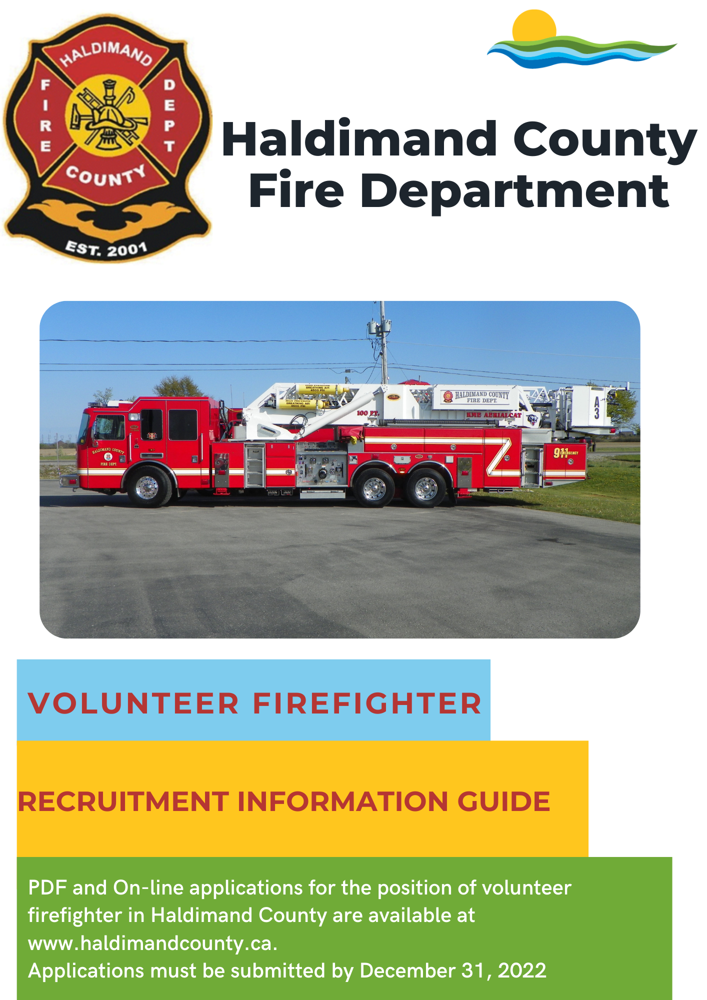 HALDIMAND
FIRE
DEPT
COUNTY
EST. 2001
Haldimand County
Fire Department
HIGH PRESSURE
BREATHING AIR
4500 PSI
HIGH PRESSURE
BREATHING AIR
4500 PSI
100 FT.
HALDIMAND COUNTY
FIRE DEPT.
KME AERIALCAT
A3
HALDIMAND COUNTY
FIRE DEPT.
911 EMERGENCY
VOLUNTEER FIREFIGHTER
RECRUITMENT INFORMATION GUIDE
PDF and On-line applications for the position of volunteer
firefighter in Haldimand County are available at
www.haldimandcounty.ca.
Applications must be submitted by December 31, 2022